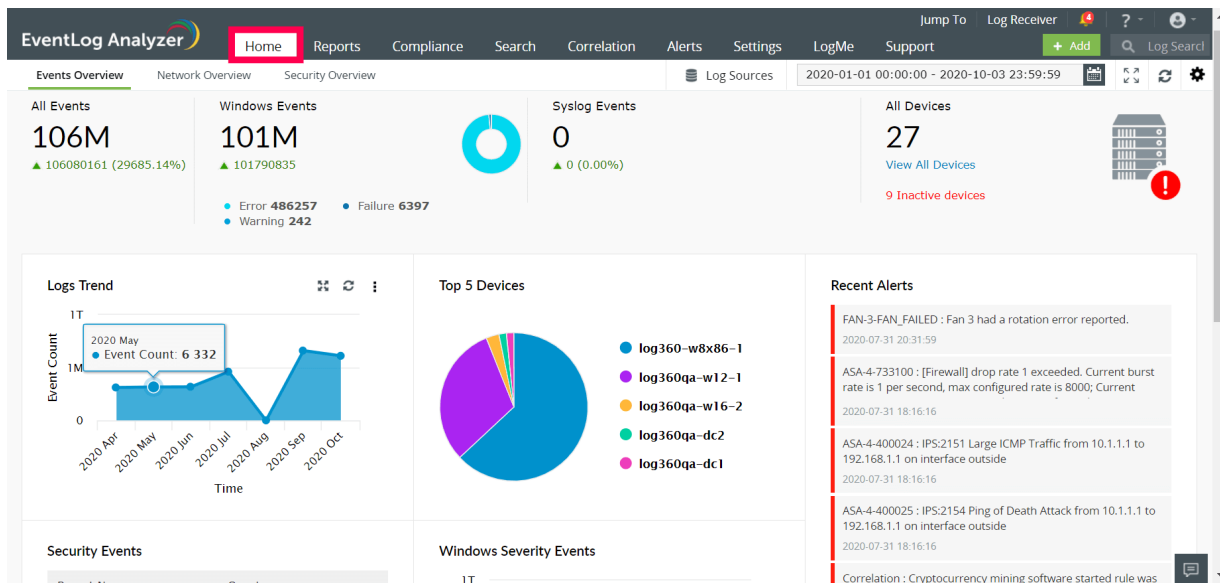 Jump To Log Receiver 4 ?
EventLog Analyzer
Home Reports Compliance Search Correlation Alerts Settings LogMe Support + Add Log Searcl
Events Overview Network Overview Security Overview Log Sources 2020-01-01 00:00:00 - 2020-10-03 23:59:59
All Events Windows Events Syslog Events All Devices
106M 101M 0 27
106080161 (29685.14%) 101790835 0 (0.00%) View All Devices
9 Inactive devices
Error 486257 Failure 6397
Warning 242
Logs Trend
1T
2020 May
Event Count: 6 332
1M
0
Event Count
2020 Apr 2020 May 2020 Jun 2020 Jul 2020 Aug 2020 Sep 2020 Oct
Time
Top 5 Devices
log360-w8x86-1
log360qa-w12-1
log360qa-w16-2
log360qa-dc2
log360qa-dc1
Recent Alerts
FAN-3-FAN_FAILED : Fan 3 had a rotation error reported.
2020-07-31 20:31:59
ASA-4-733100 : [Firewall] drop rate 1 exceeded. Current burst
rate is 1 per second, max configured rate is 8000; Current
2020-07-31 18:16:16
ASA-4-400024 : IPS:2151 Large ICMP Traffic from 10.1.1.1 to
192.168.1.1 on interface outside
2020-07-31 18:16:16
ASA-4-400025 : IPS:2154 Ping of Death Attack from 10.1.1.1 to
192.168.1.1 on interface outside
2020-07-31 18:16:16
Correlation : Cryptocurrency mining software started rule was
Security Events
Windows Severity Events
1T